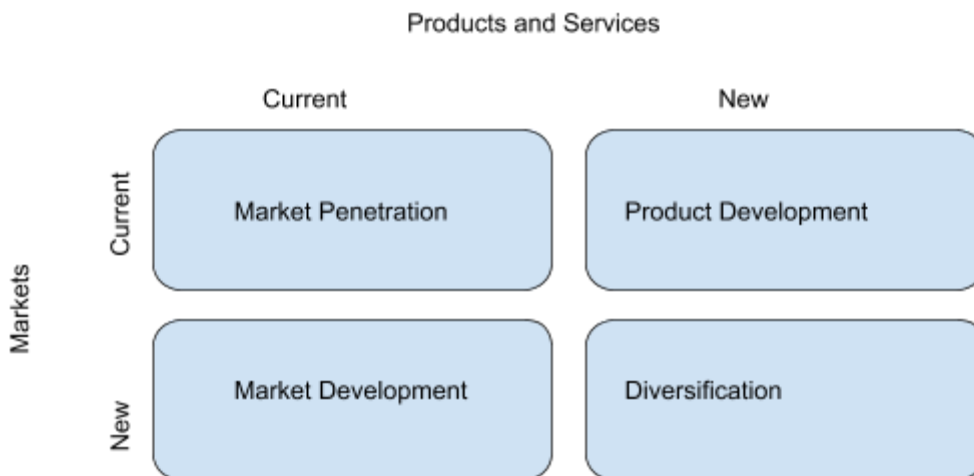 Products and Services
Current
New
Current
Market Penetration
Product Development
Markets
New
Market Development
Diversification